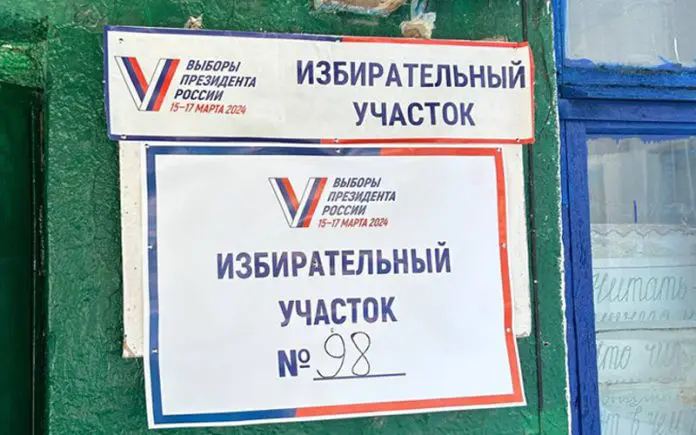 ВЫБОРЫ
ПРЕЗИДЕНТА
РОССИИ
15–17 МАРТА 2024
ИЗБИРАТЕЛЬНЫЙ
УЧАСТОК
ВЫБОРЫ
ПРЕЗИДЕНТА
РОССИИ
15–17 МАРТА 2024
ИЗБИРАТЕЛЬНЫЙ
УЧАСТОК
№ 98
Читать